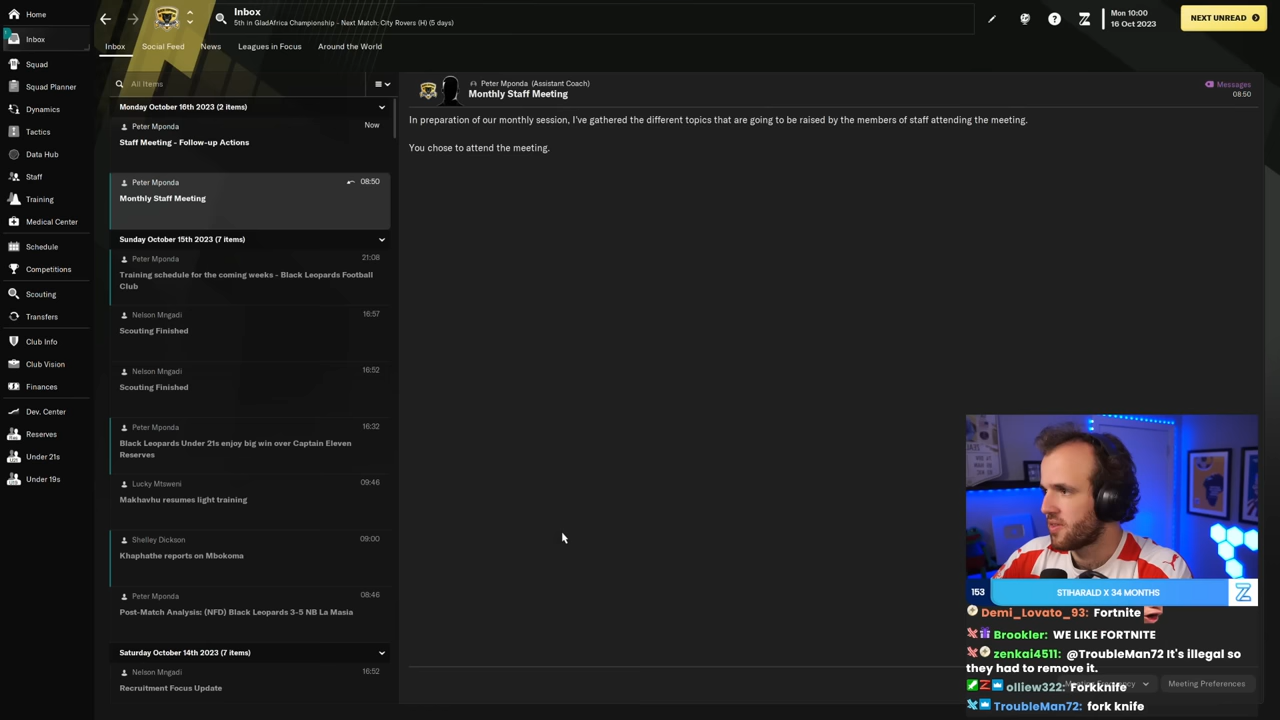 Home
Inbox
Squad
Squad Planner
Dynamics
Tactics
Data Hub
Staff
Training
Medical Center
Schedule
Competitions
Scouting
Transfers
Club Info
Club Vision
Finances
Dev. Center
Reserves
Under 21s
Under 19s
Inbox
5th in GladAfrica Championship - Next Match: City Rovers (H) (5 days)
Mon 10:00
16 Oct 2023
NEXT UNREAD
Inbox Social Feed News Leagues in Focus Around the World
All Items
Monday October 16th 2023 (2 items)
Peter Mponda Now
Staff Meeting - Follow-up Actions
Peter Mponda 08:50
Monthly Staff Meeting
Sunday October 15th 2023 (7 items)
Peter Mponda 21:08
Training schedule for the coming weeks - Black Leopards Football
Club
Nelson Mngadi 16:57
Scouting Finished
Nelson Mngadi 16:52
Scouting Finished
Peter Mponda 16:32
Black Leopards Under 21s enjoy big win over Captain Eleven
Reserves
Lucky Mtsweni 09:46
Makhavhu resumes light training
Shelley Dickson 09:00
Khaphathe reports on Mbokoma
Peter Mponda 08:46
Post-Match Analysis: (NFD) Black Leopards 3-5 NB La Masia
Saturday October 14th 2023 (7 items)
Nelson Mngadi 16:52
Recruitment Focus Update
Peter Mponda (Assistant Coach)
Monthly Staff Meeting
Messages
08:50
In preparation of our monthly session, I've gathered the different topics that are going to be raised by the members of staff attending the meeting.
You chose to attend the meeting.
153 STIHARALD X 34 MONTHS
Demi_Lovato_93: Fortnite
Brookler: WE LIKE FORTNITE
zenkai4511: @TroubleMan72 It's illegal so
they had to remove it.
olliew322: Forkknife
TroubleMan72: fork knife
Meeting Preferences